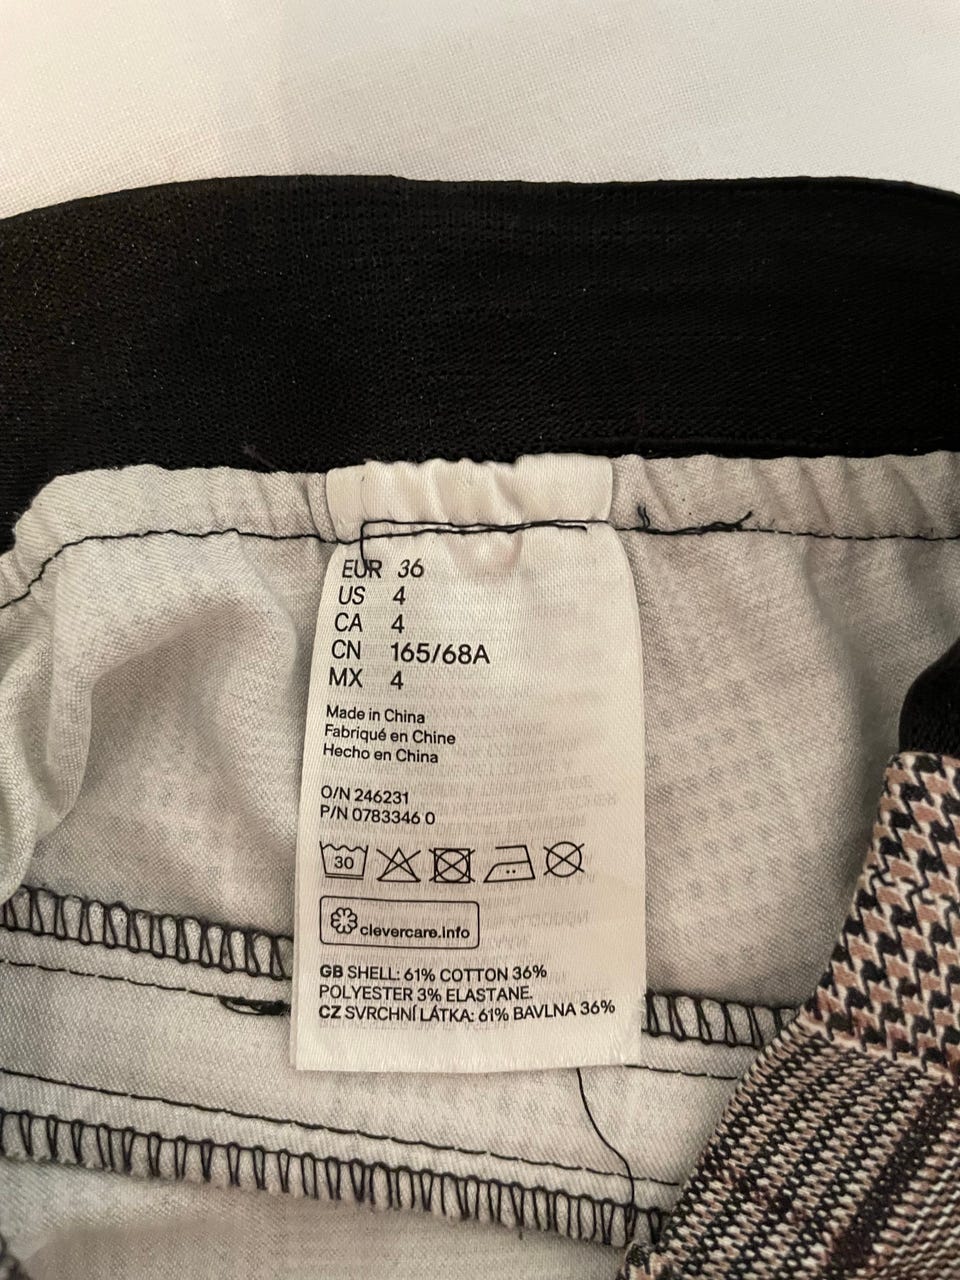 EUR 36
US 4
CA 4
CN 165/68A
MX 4
Made in China
Fabriqué en Chine
Hecho en China
O/N 246231
P/N 0783346 0
30
clevercare.info
GB SHELL: 61% COTTON 36%
POLYESTER 3% ELASTANE.
CZ SVRCHNÍ LÁTKA: 61% BAVLNA 36%